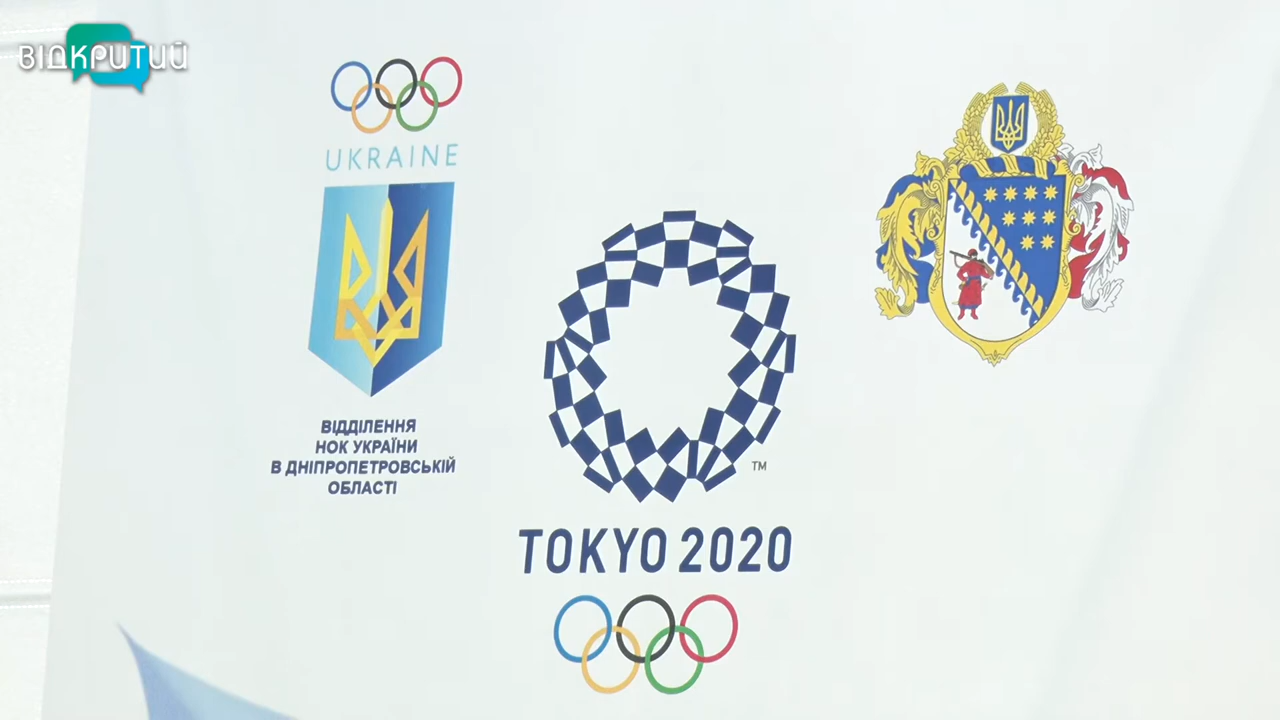 ВІДКРИТИЙ
UKRAINE
ВІДДІЛЕННЯ
НОК УКРАЇНИ
В ДНІПРОПЕТРОВСЬКІЙ
ОБЛАСТІ
TM
TOKYO 2020